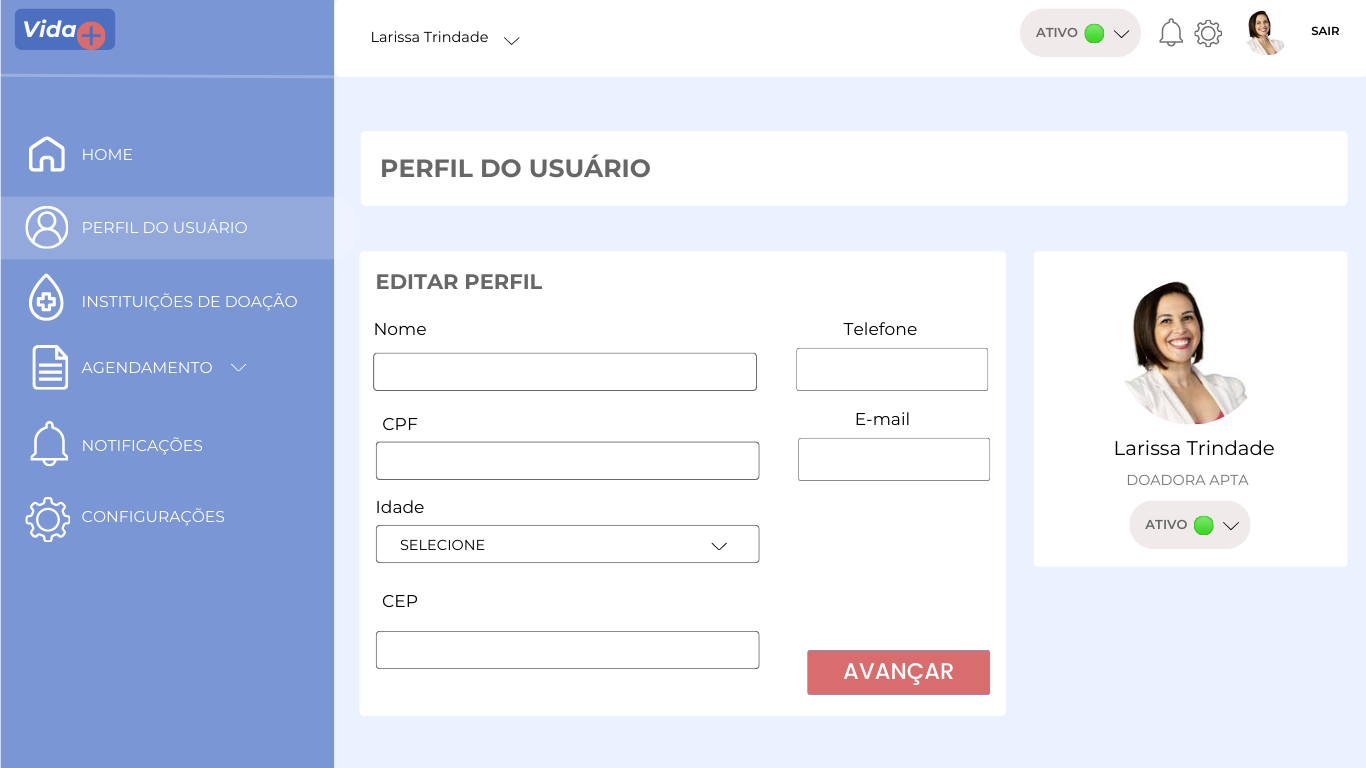 Vida+
Larissa Trindade
ATIVO
SAIR
HOME
PERFIL DO USUÁRIO
INSTITUIÇÕES DE DOAÇÃO
AGENDAMENTO
NOTIFICAÇÕES
CONFIGURAÇÕES
PERFIL DO USUÁRIO
EDITAR PERFIL
Nome
Telefone
CPF
E-mail
Idade
SELECIONE
CEP
AVANÇAR
Larissa Trindade
DOADORA APTA
ATIVO